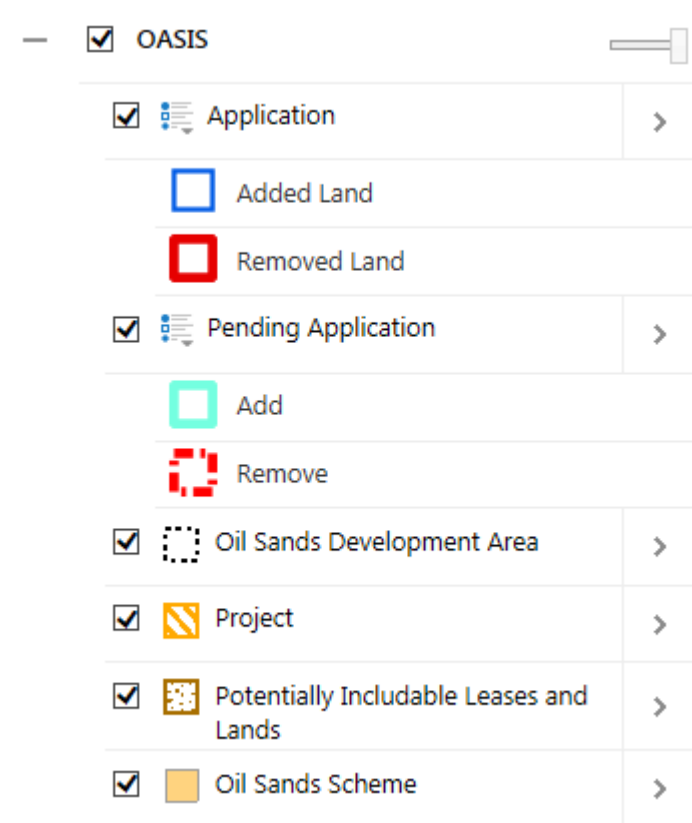 OASIS
Application
Added Land
Removed Land
Pending Application
Add
Remove
Oil Sands Development Area
Project
Potentially Includable Leases and
Lands
Oil Sands Scheme